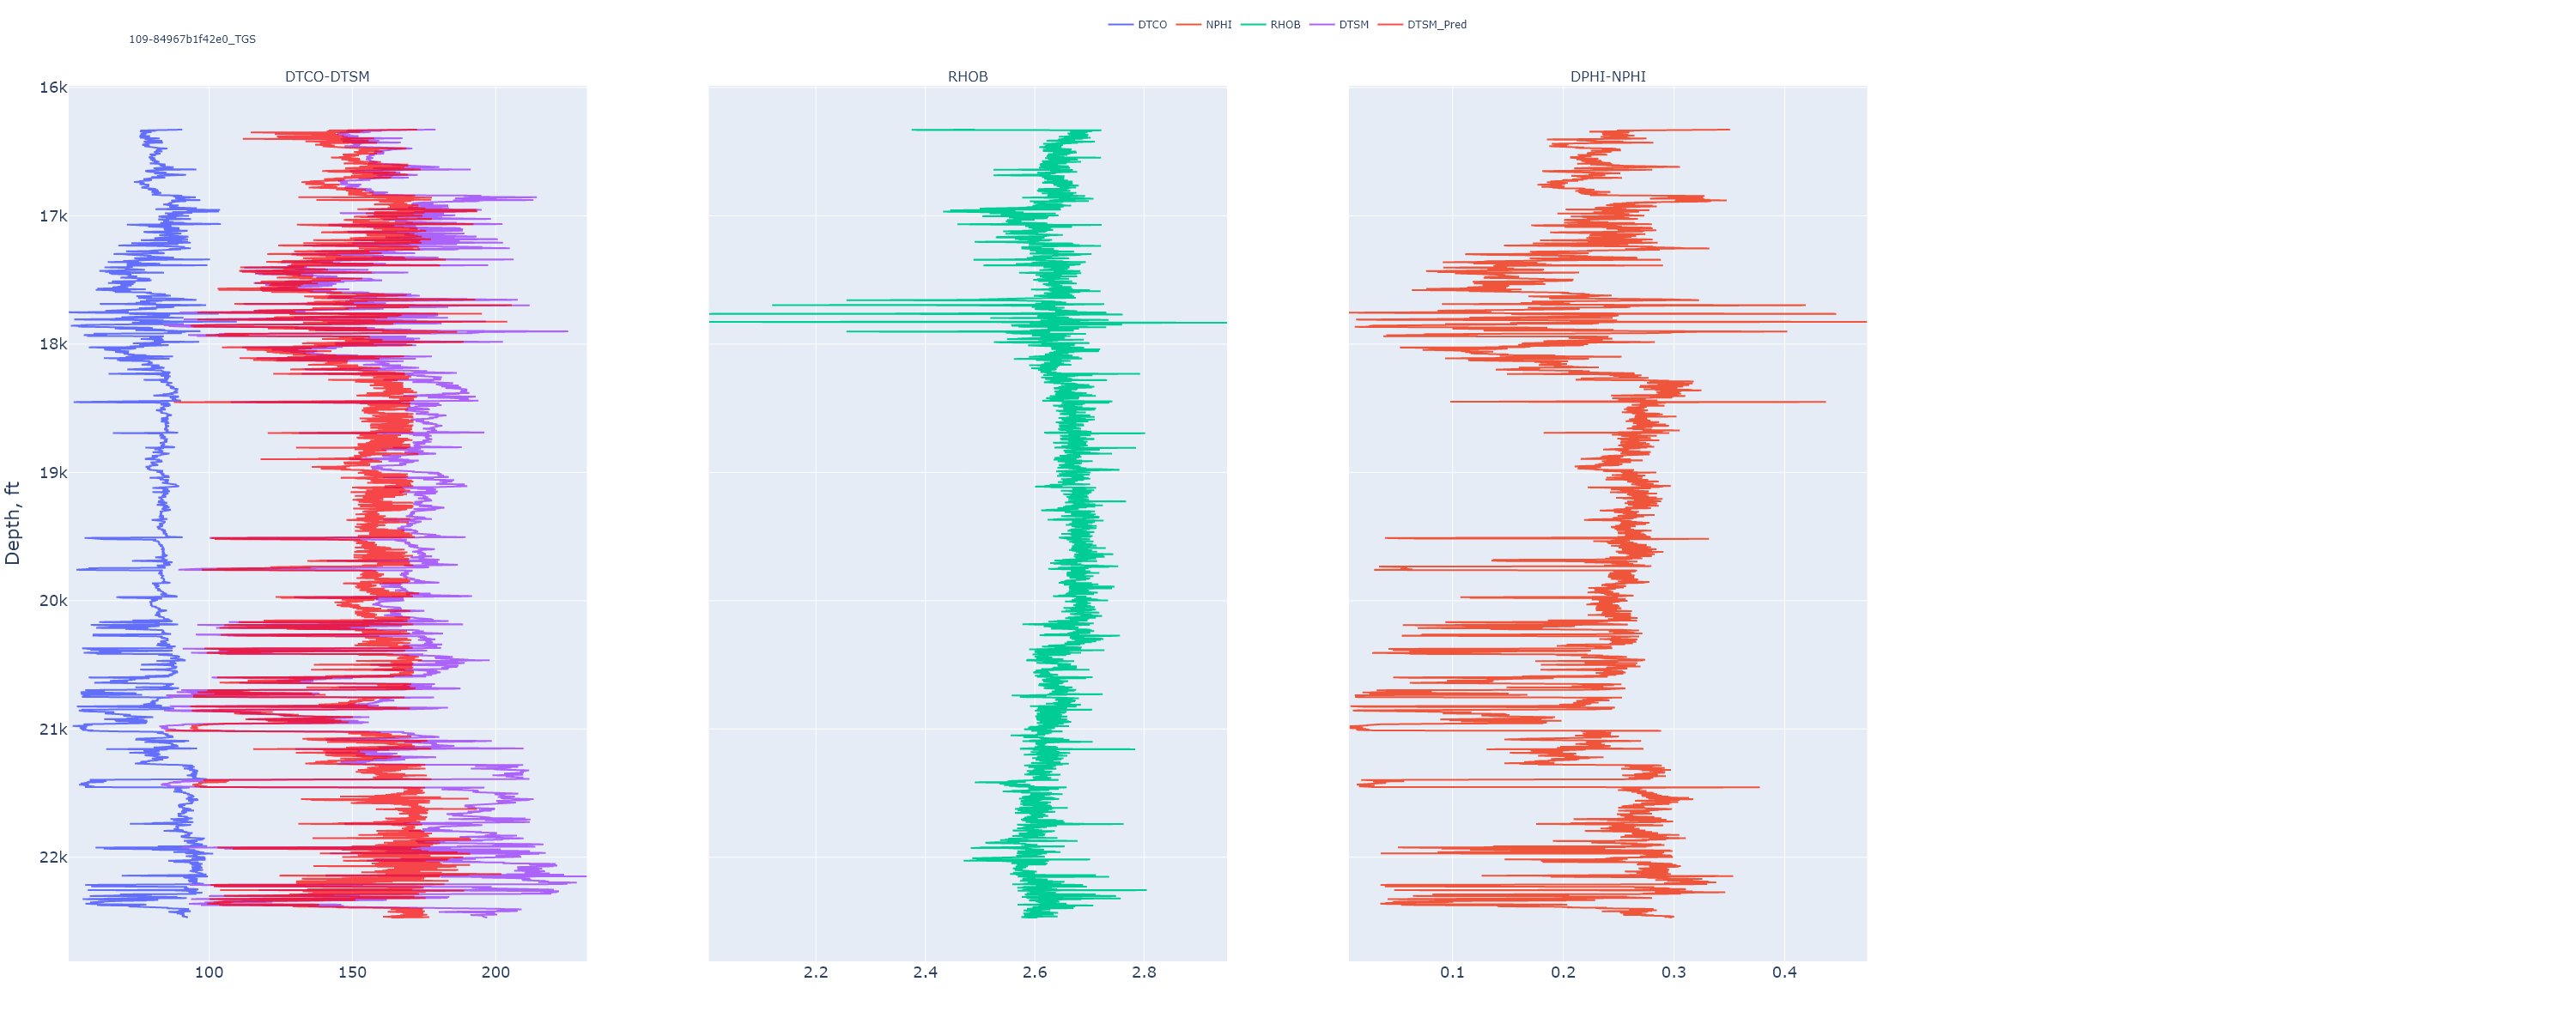 DTCO NPHI RHOB DTSM DTSM_Pred
109-84967b1f42e0_TGS
DTCO-DTSM RHOB DPHI-NPHI
16k
17k
18k
19k
20k
21k
22k
Depth, ft
100 150 200 2.2 2.4 2.6 2.8 0.1 0.2 0.3 0.4